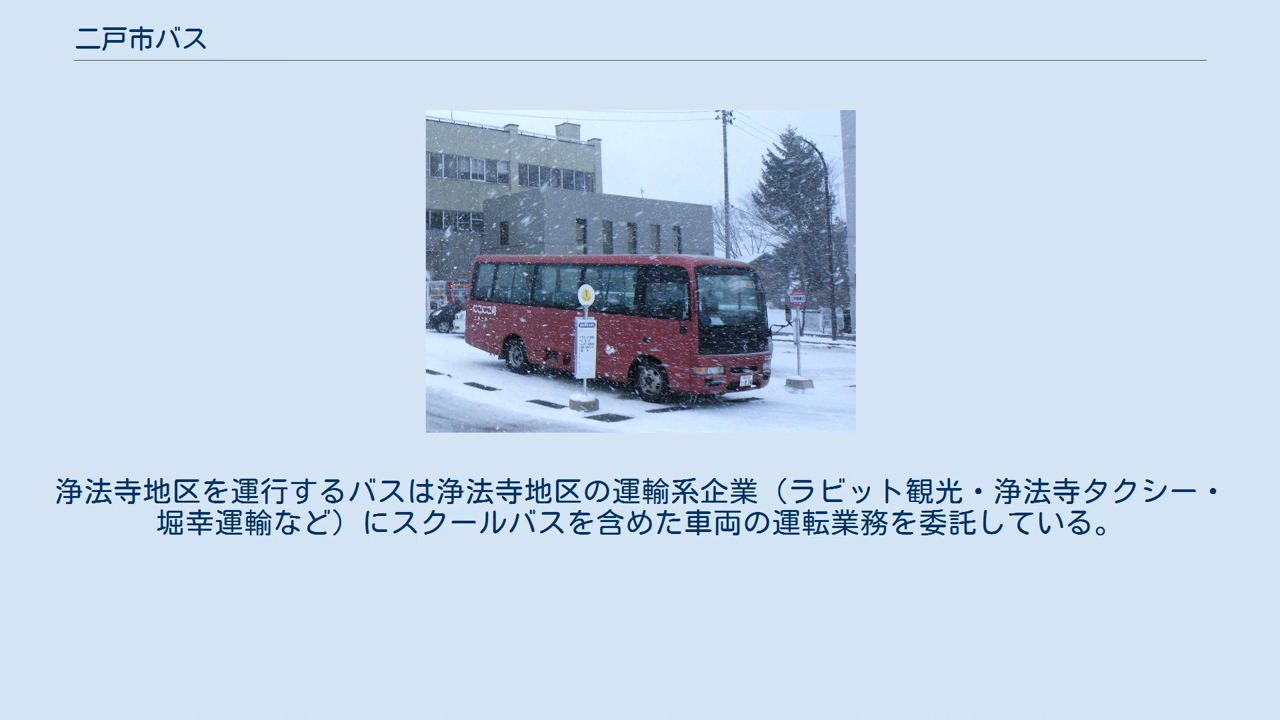 二戸市バス
浄法寺地区を運行するバスは浄法寺地区の運輸系企業（ラビット観光・浄法寺タクシー・
堀幸運輸など）にスクールバスを含めた車両の運転業務を委託している。